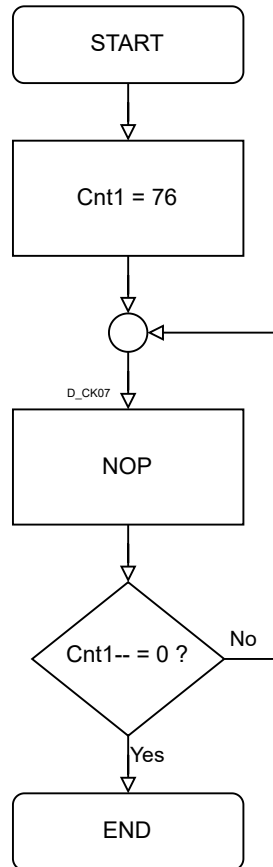 START
Cnt1 = 76
D_CK07
NOP
Cnt1-- = 0 ?
No
Yes
END